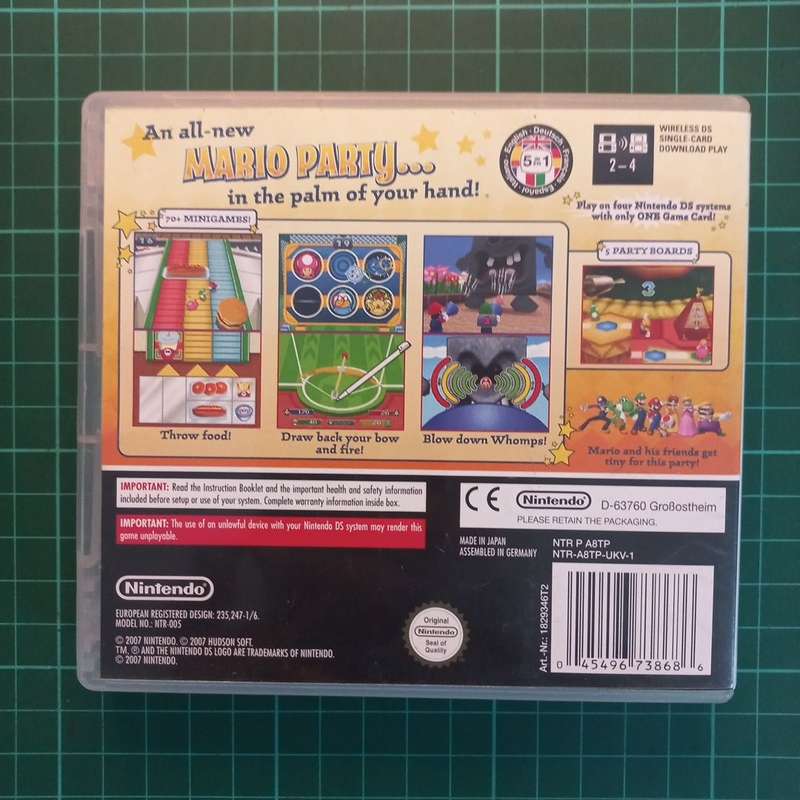 An all-new
MARIO PARTY...
in the palm of your hand!
English · Deutsch · Français · Español · Italiano
5 IN 1
2-4
WIRELESS DS
SINGLE-CARD
DOWNLOAD PLAY
Play on four Nintendo DS systems
with only ONE Game Card!
70+ MINIGAMES!
16
19
Throw food!
Draw back your bow
and fire!
Blow down Whomps!
5 PARTY BOARDS
3
Mario and his friends get
tiny for this party!
IMPORTANT: Read the Instruction Booklet and the important health and safety information
included before setup or use of your system. Complete warranty information inside box.
IMPORTANT: The use of an unlawful device with your Nintendo DS system may render this
game unplayable.
CE
Nintendo®
D-63760 Großostheim
PLEASE RETAIN THE PACKAGING.
MADE IN JAPAN
ASSEMBLED IN GERMANY
NTR P A8TP
NTR-A8TP-UKV-1
Nintendo®
EUROPEAN REGISTERED DESIGN: 235,247-1/6.
MODEL NO.: NTR-005
© 2007 NINTENDO. © 2007 HUDSON SOFT.
TM, ® AND THE NINTENDO DS LOGO ARE TRADEMARKS OF NINTENDO.
© 2007 NINTENDO.
Original
Nintendo
Seal of
Quality
Art.-Nr.: 1829346T2
0 45496 73868 6